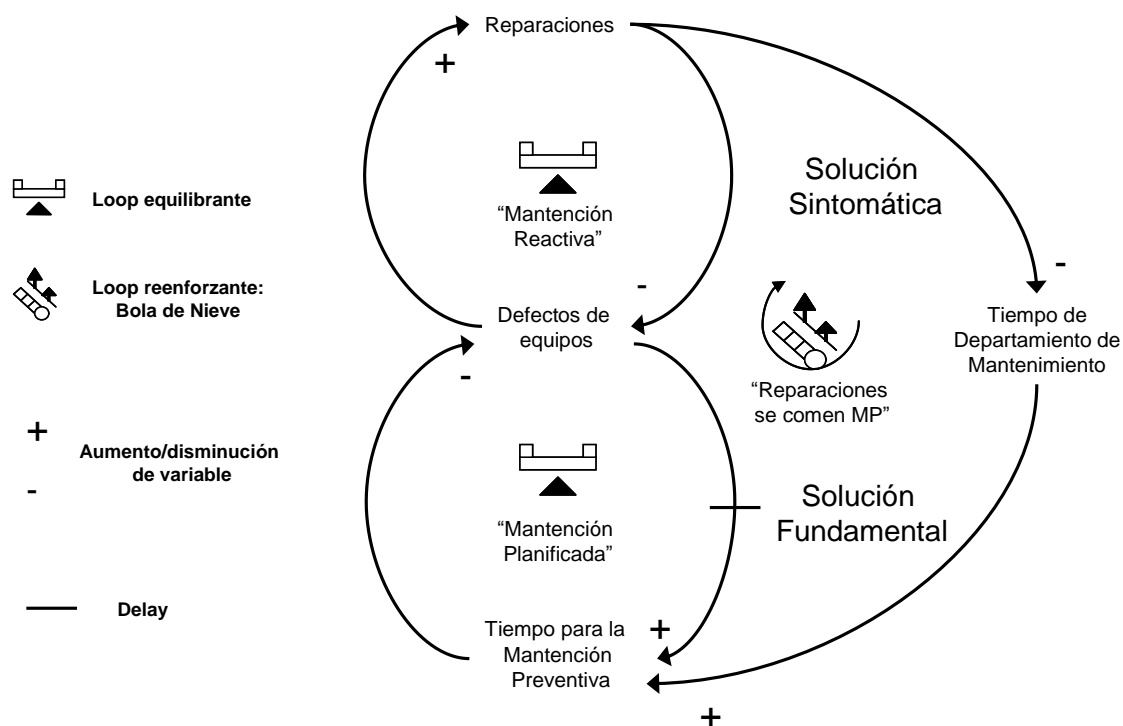 Reparaciones
+
Solución
Sintomática
Loop equilibrante
“Mantención
Reactiva”
-
Loop reenforzante:
Bola de Nieve
-
Defectos de
equipos
Tiempo de
Departamento de
Mantenimiento
-
“Reparaciones
se comen MP”
+
Aumento/disminución
de variable
-
Solución
Fundamental
“Mantención
Planificada”
Delay
Tiempo para la
Mantención
Preventiva
+
+